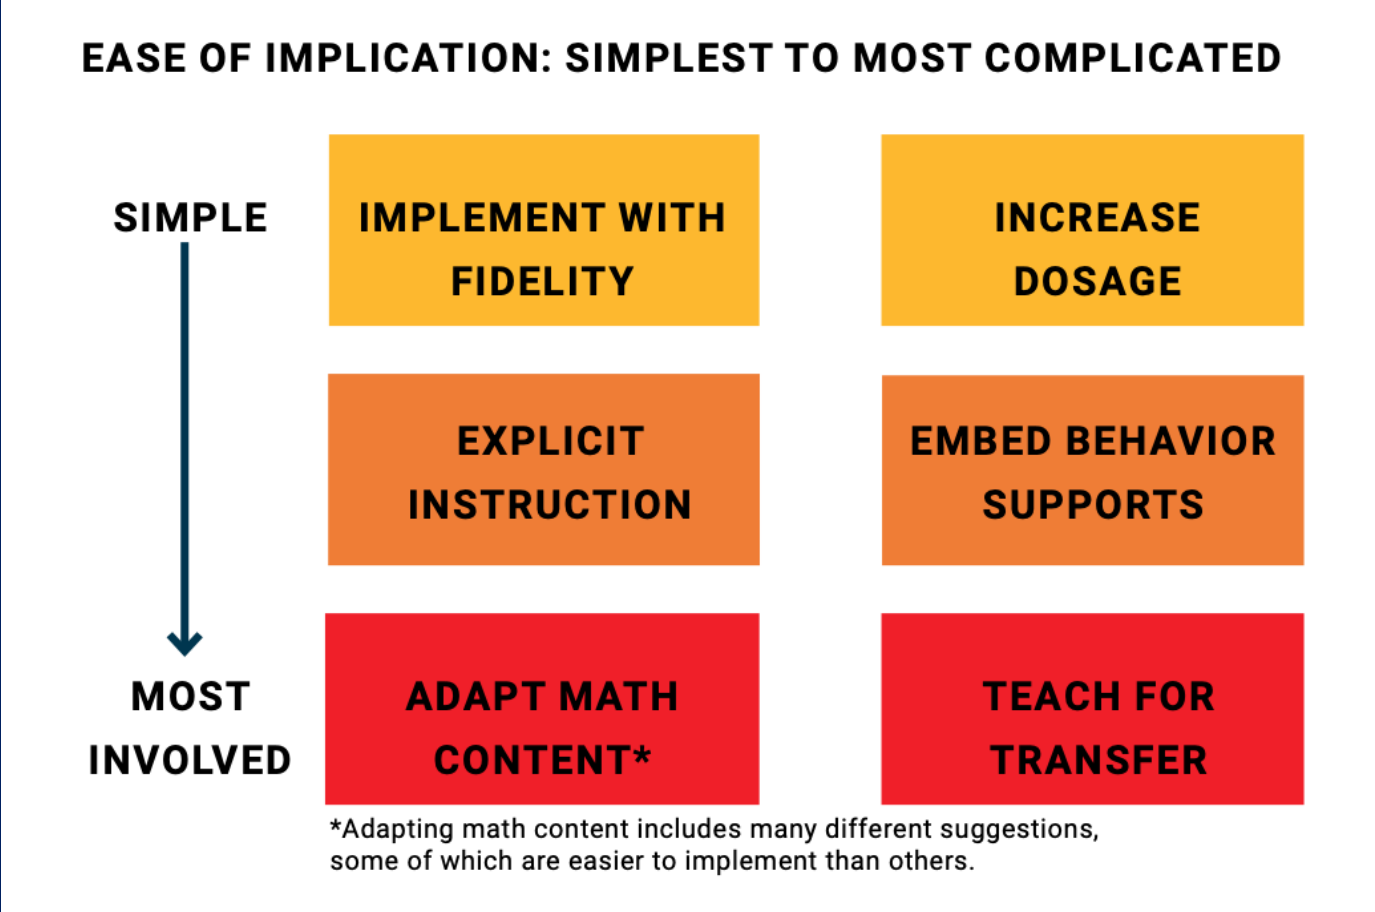 EASE OF IMPLICATION: SIMPLEST TO MOST COMPLICATED
SIMPLE
IMPLEMENT WITH
FIDELITY
INCREASE
DOSAGE
EXPLICIT
INSTRUCTION
EMBED BEHAVIOR
SUPPORTS
MOST
INVOLVED
ADAPT MATH
CONTENT*
TEACH FOR
TRANSFER
*Adapting math content includes many different suggestions,
some of which are easier to implement than others.